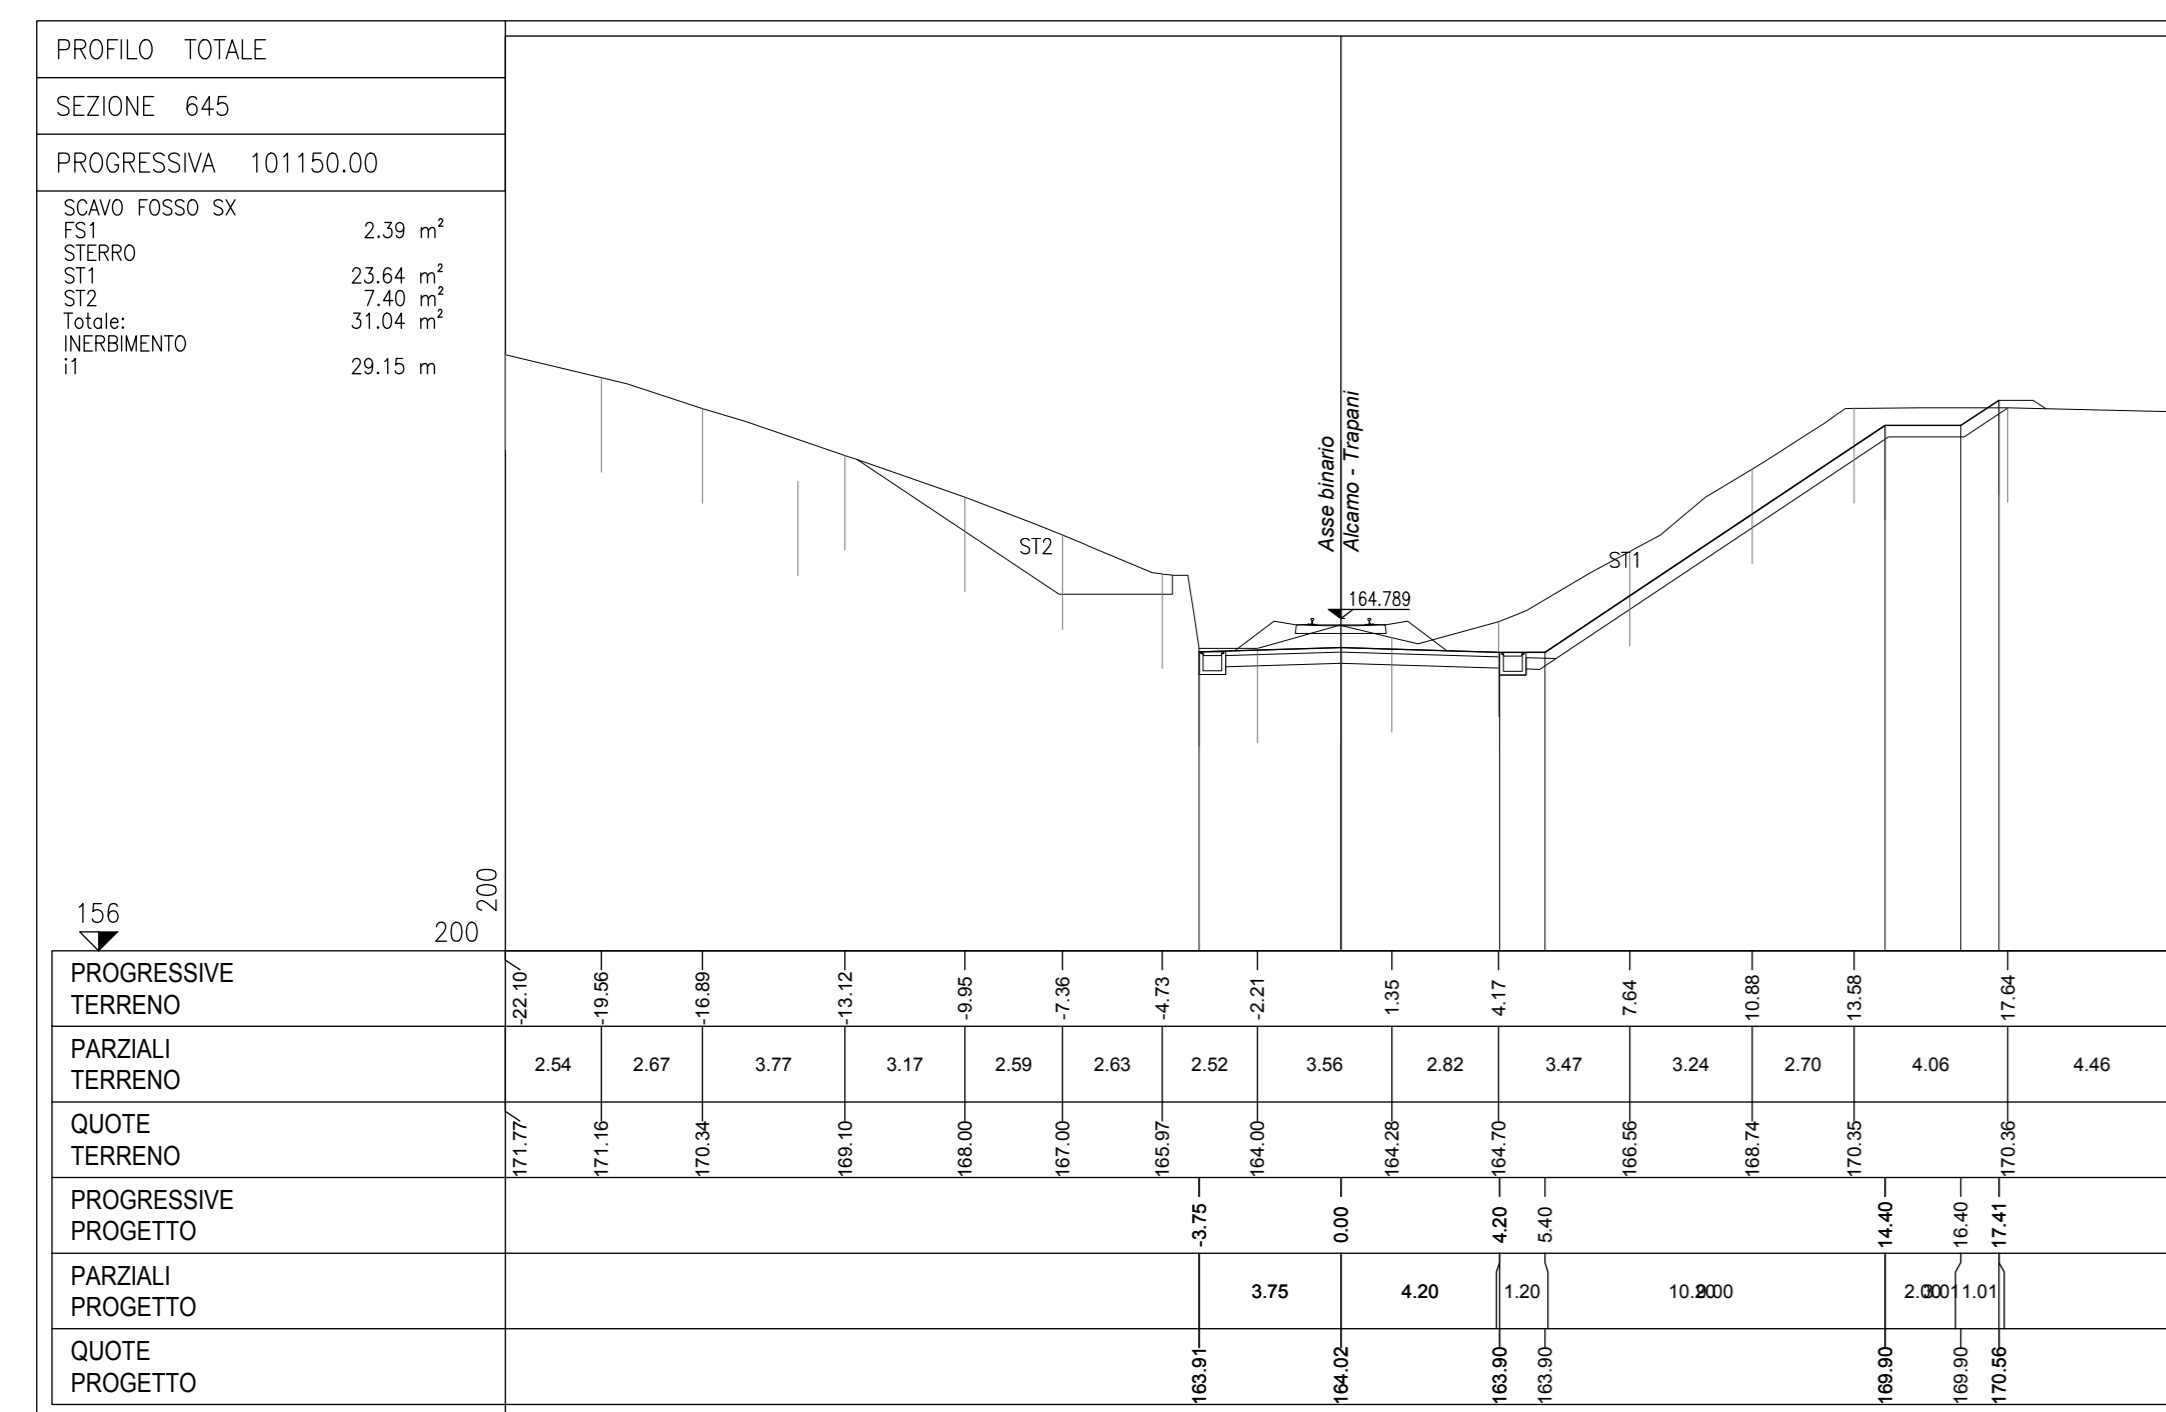 PROFILO TOTALE
SEZIONE 645
PROGRESSIVA 101150.00
SCAVO FOSSO SX
FS1 2.39 m²
STERRO
ST1 23.64 m²
ST2 7.40 m²
Totale: 31.04 m²
INERBIMENTO
i1 29.15 m
Asse binario
Alcamo - Trapani
ST2
ST1
164.789
200
156
200
PROGRESSIVE
TERRENO
-22.10 -19.56 -16.89 -13.12 -9.95 -7.36 -4.73 -2.21 1.35 4.17 7.64 10.88 13.58 17.64
PARZIALI
TERRENO
2.54 2.67 3.77 3.17 2.59 2.63 2.52 3.56 2.82 3.47 3.24 2.70 4.06 4.46
QUOTE
TERRENO
171.77 171.16 170.34 169.10 168.00 167.00 165.97 164.00 164.28 164.70 166.56 168.74 170.35 170.36
PROGRESSIVE
PROGETTO
-3.75 0.00 4.20 5.40 14.40 16.40 17.41
PARZIALI
PROGETTO
3.75 4.20 1.20 10.20 9.00 2.00 3.01 1.01
QUOTE
PROGETTO
163.91 164.02 163.90 163.90 169.90 169.90 170.56